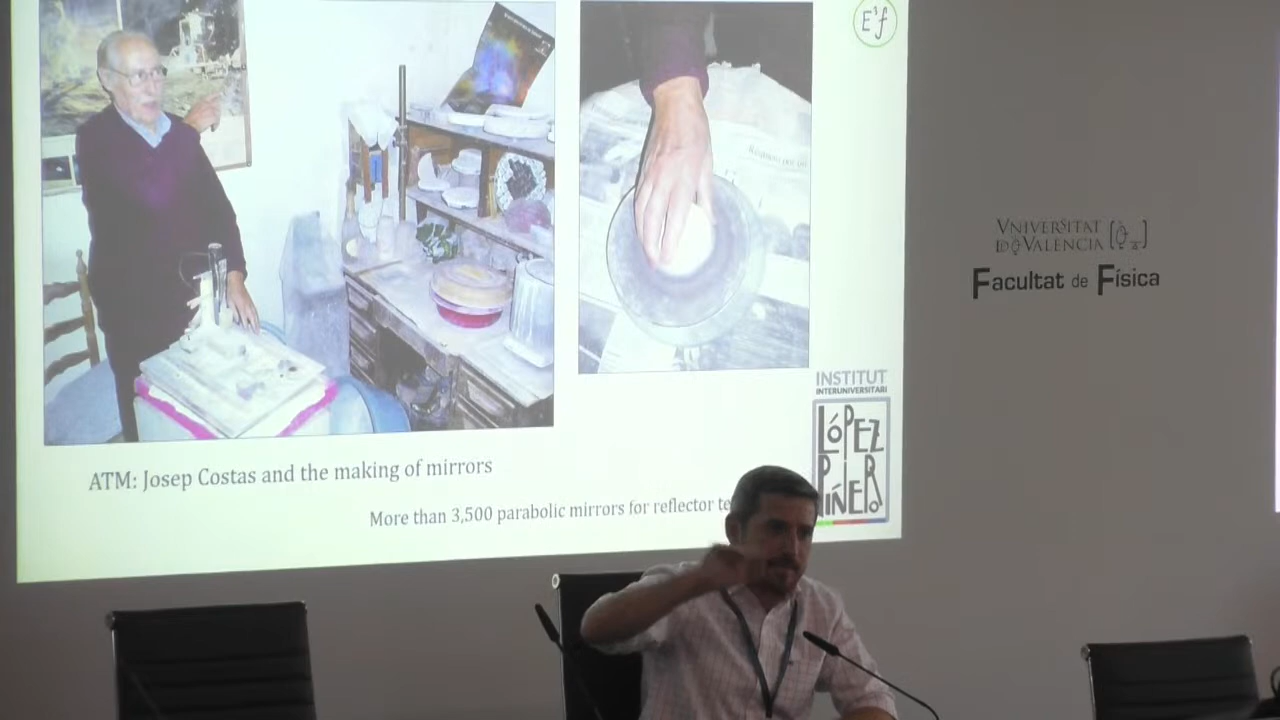 E³f
VNIVERSITAT
DE VALÈNCIA
Facultat de Física
INSTITUT
INTERUNIVERSITARI
LÓPEZ
PIÑERO
ATM: Josep Costas and the making of mirrors
More than 3,500 parabolic mirrors for reflector te